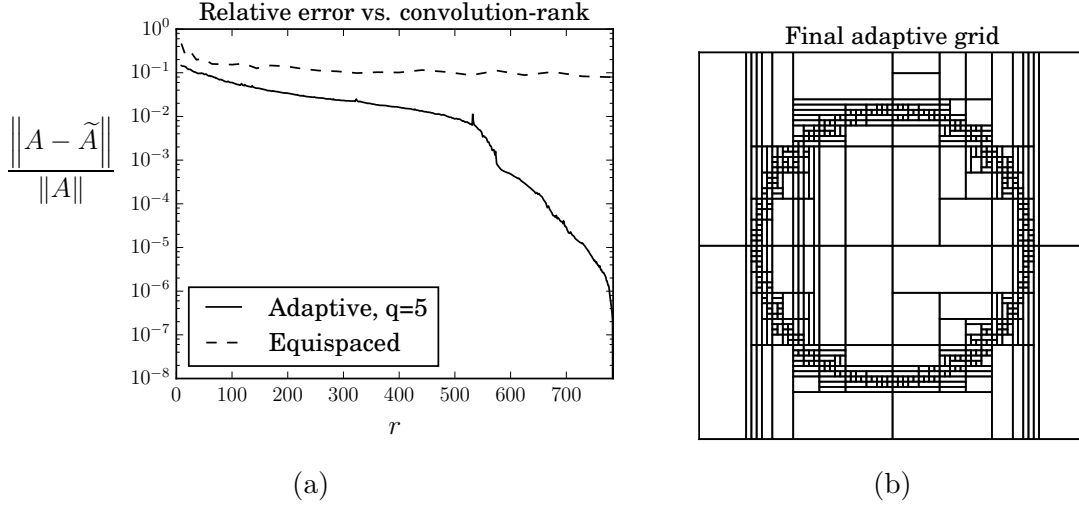 Relative error vs. convolution-rank
10^0
10^-1
10^-2
10^-3
10^-4
10^-5
10^-6
10^-7
10^-8
‖A − Ã‖
‖A‖
Adaptive, q=5
Equispaced
0 100 200 300 400 500 600 700
r
(a)
Final adaptive grid
(b)